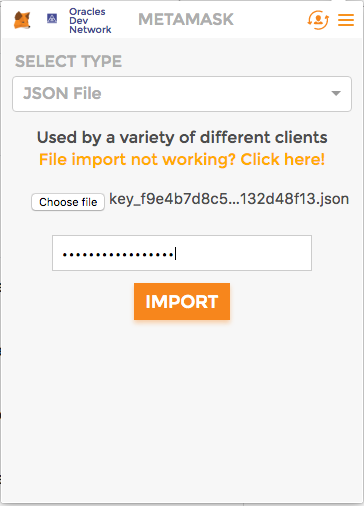 Oracles
Dev
Network
METAMASK
SELECT TYPE
JSON File
Used by a variety of different clients
File import not working? Click here!
Choose file key_f9e4b7d8c5...132d48f13.json
•••••••••••••••••
IMPORT